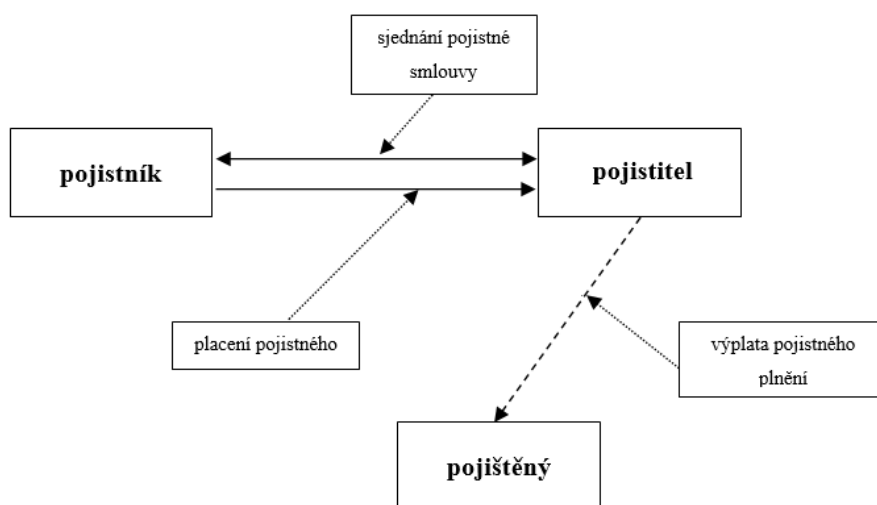 sjednání pojistné
smlouvy
pojistník
pojistitel
placení pojistného
výplata pojistného
plnění
pojištěný